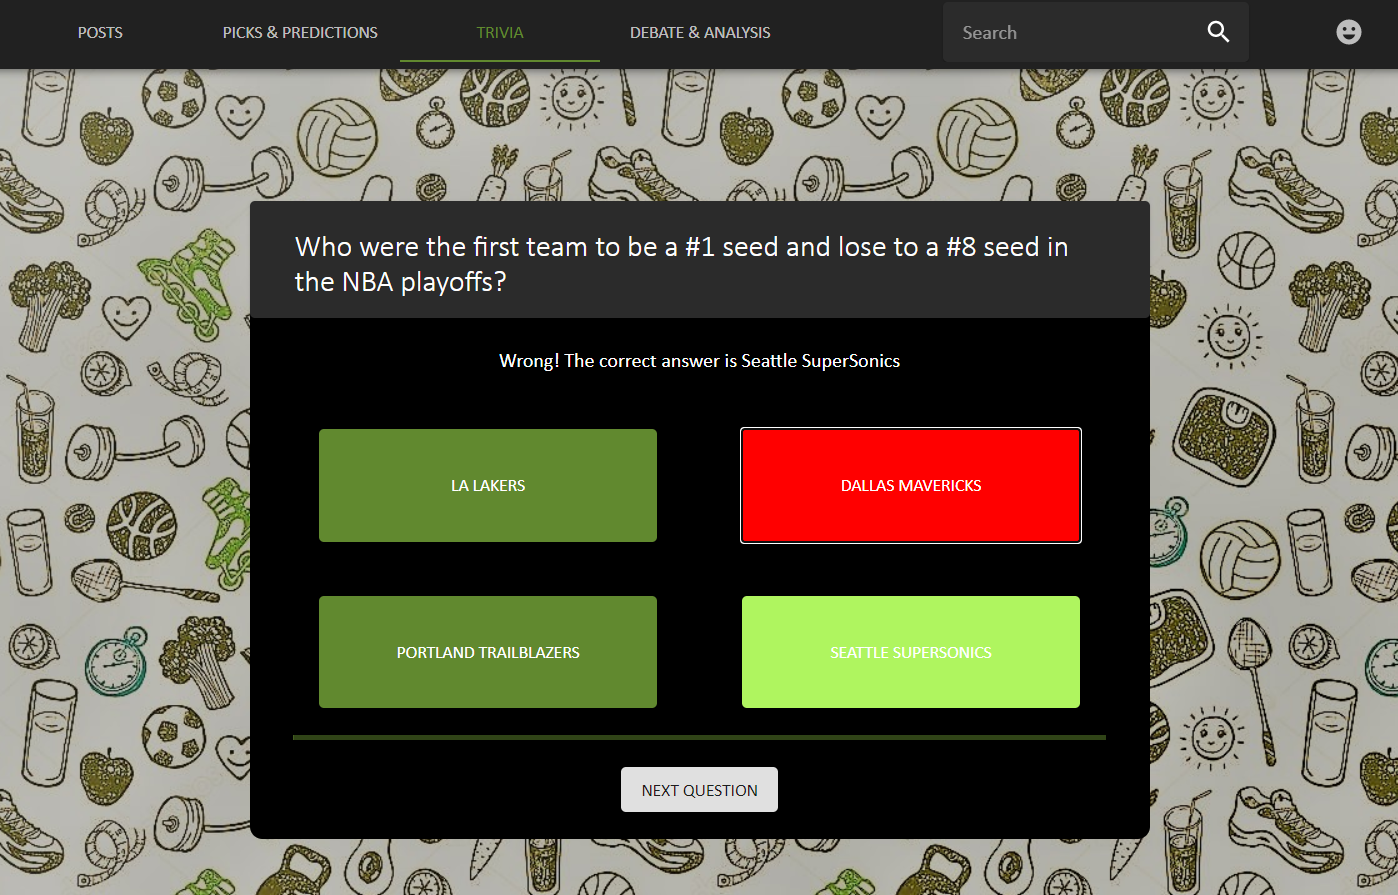 POSTS
PICKS & PREDICTIONS
TRIVIA
DEBATE & ANALYSIS
Search
Who were the first team to be a #1 seed and lose to a #8 seed in
the NBA playoffs?
Wrong! The correct answer is Seattle SuperSonics
LA LAKERS
DALLAS MAVERICKS
PORTLAND TRAILBLAZERS
SEATTLE SUPERSONICS
NEXT QUESTION